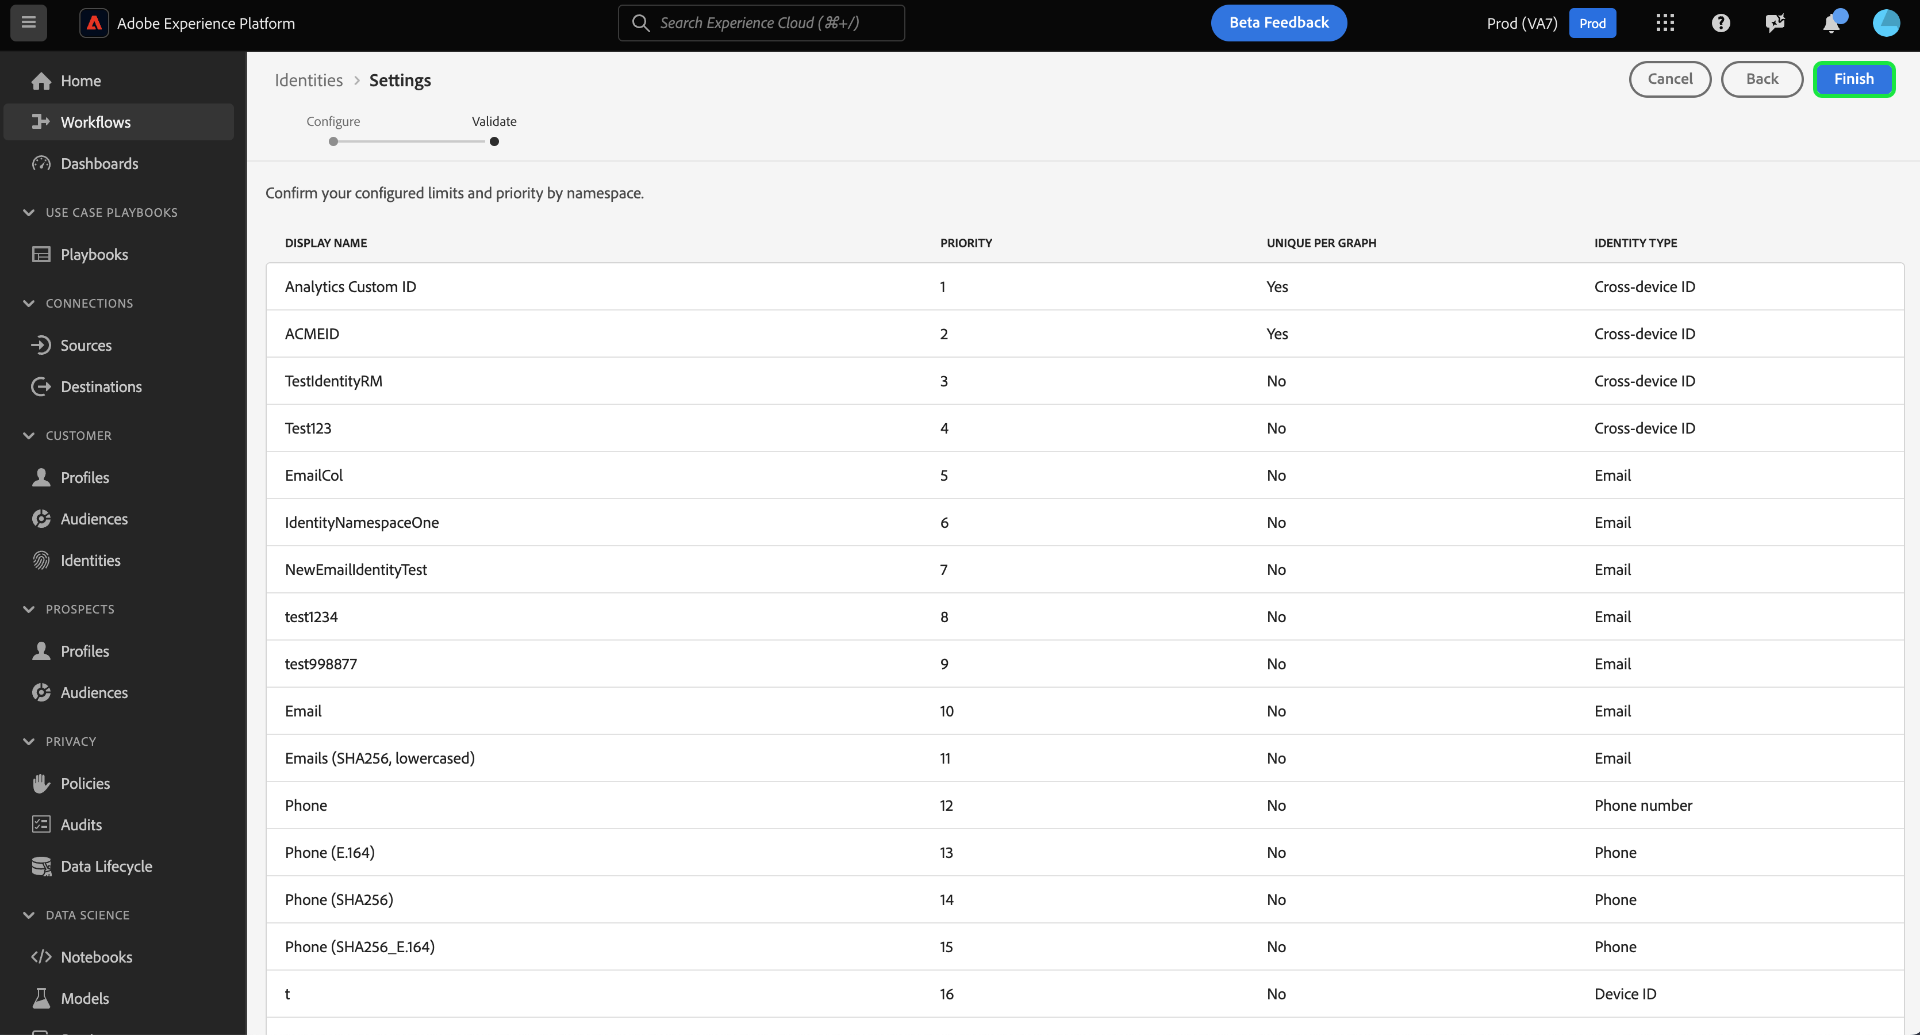 Adobe Experience Platform
Search Experience Cloud (⌘+/)
Beta Feedback
Prod (VA7)
Prod
Home
Workflows
Dashboards
USE CASE PLAYBOOKS
Playbooks
CONNECTIONS
Sources
Destinations
CUSTOMER
Profiles
Audiences
Identities
PROSPECTS
Profiles
Audiences
PRIVACY
Policies
Audits
Data Lifecycle
DATA SCIENCE
Notebooks
Models
Identities > Settings
Cancel
Back
Finish
Configure
Validate
Confirm your configured limits and priority by namespace.
DISPLAY NAME PRIORITY UNIQUE PER GRAPH IDENTITY TYPE
Analytics Custom ID 1 Yes Cross-device ID
ACMEID 2 Yes Cross-device ID
TestIdentityRM 3 No Cross-device ID
Test123 4 No Cross-device ID
EmailCol 5 No Email
IdentityNamespaceOne 6 No Email
NewEmailIdentityTest 7 No Email
test1234 8 No Email
test998877 9 No Email
Email 10 No Email
Emails (SHA256, lowercased) 11 No Email
Phone 12 No Phone number
Phone (E.164) 13 No Phone
Phone (SHA256) 14 No Phone
Phone (SHA256_E.164) 15 No Phone
t 16 No Device ID